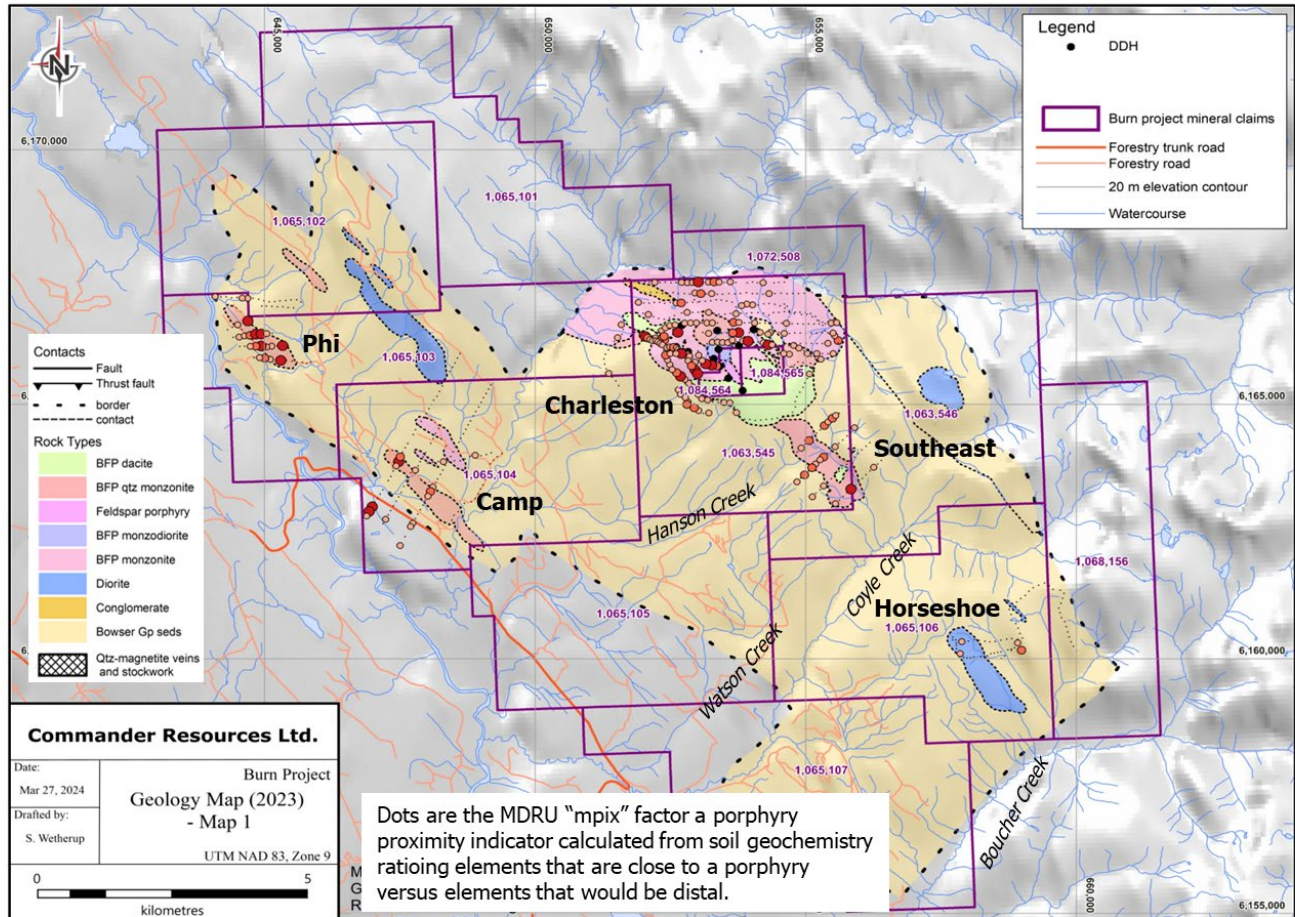 645,000
650,000
655,000
N
Legend
DDH
Burn project mineral claims
Forestry trunk road
Forestry road
20 m elevation contour
Watercourse
6,170,000
1,065,101
1,065,102
1,072,508
Phi
1,065,103
Contacts
Fault
Thrust fault
border
contact
Rock Types
BFP dacite
BFP qtz monzonite
Feldspar porphyry
BFP monzodiorite
BFP monzonite
Diorite
Conglomerate
Bowser Gp seds
Qtz-magnetite veins
and stockwork
1,084,565
1,084,564
Charleston
1,063,546
6,165,000
1,063,545
Southeast
1,065,104
Camp
Hanson Creek
Coyle Creek
1,068,156
1,065,105
Horseshoe
1,065,106
Watson Creek
6,160,000
1,065,107
Boucher Creek
660,000
6,155,000
Commander Resources Ltd.
Date:
Mar 27, 2024
Drafted by:
S. Wetherup
Burn Project
Geology Map (2023)
- Map 1
UTM NAD 83, Zone 9
0 5
kilometres
M
G
R
Dots are the MDRU “mpix” factor a porphyry
proximity indicator calculated from soil geochemistry
ratioing elements that are close to a porphyry
versus elements that would be distal.